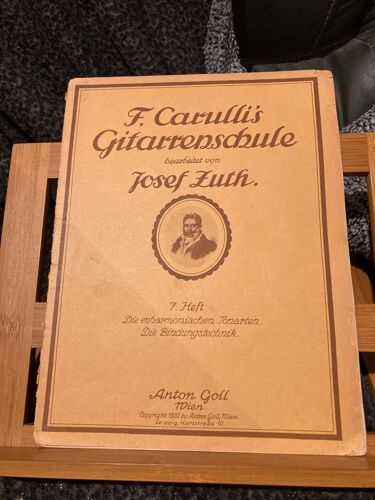 F. Carulli's
Gitarrenschule
bearbeitet von
Josef Zuth.
7. Heft:
Die enharmonischen Tonarten.
Die Bindungstechnik.
Anton Goll
Wien
Copyright 1920 by Anton Goll, Wien.
Leipzig, Karlstraße 10.